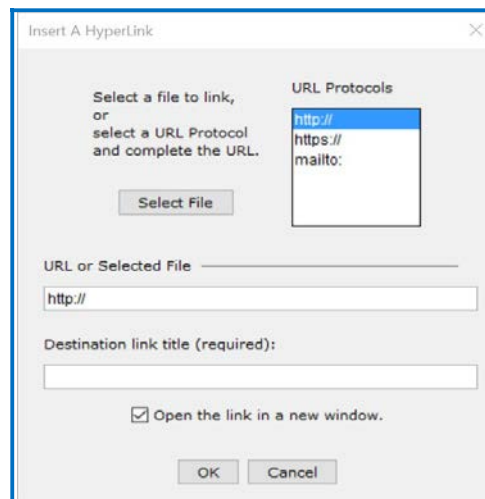 Insert A HyperLink
Select a file to link,
or
select a URL Protocol
and complete the URL.
Select File
URL Protocols
http://
https://
mailto:
URL or Selected File
http://
Destination link title (required):
Open the link in a new window.
OK
Cancel